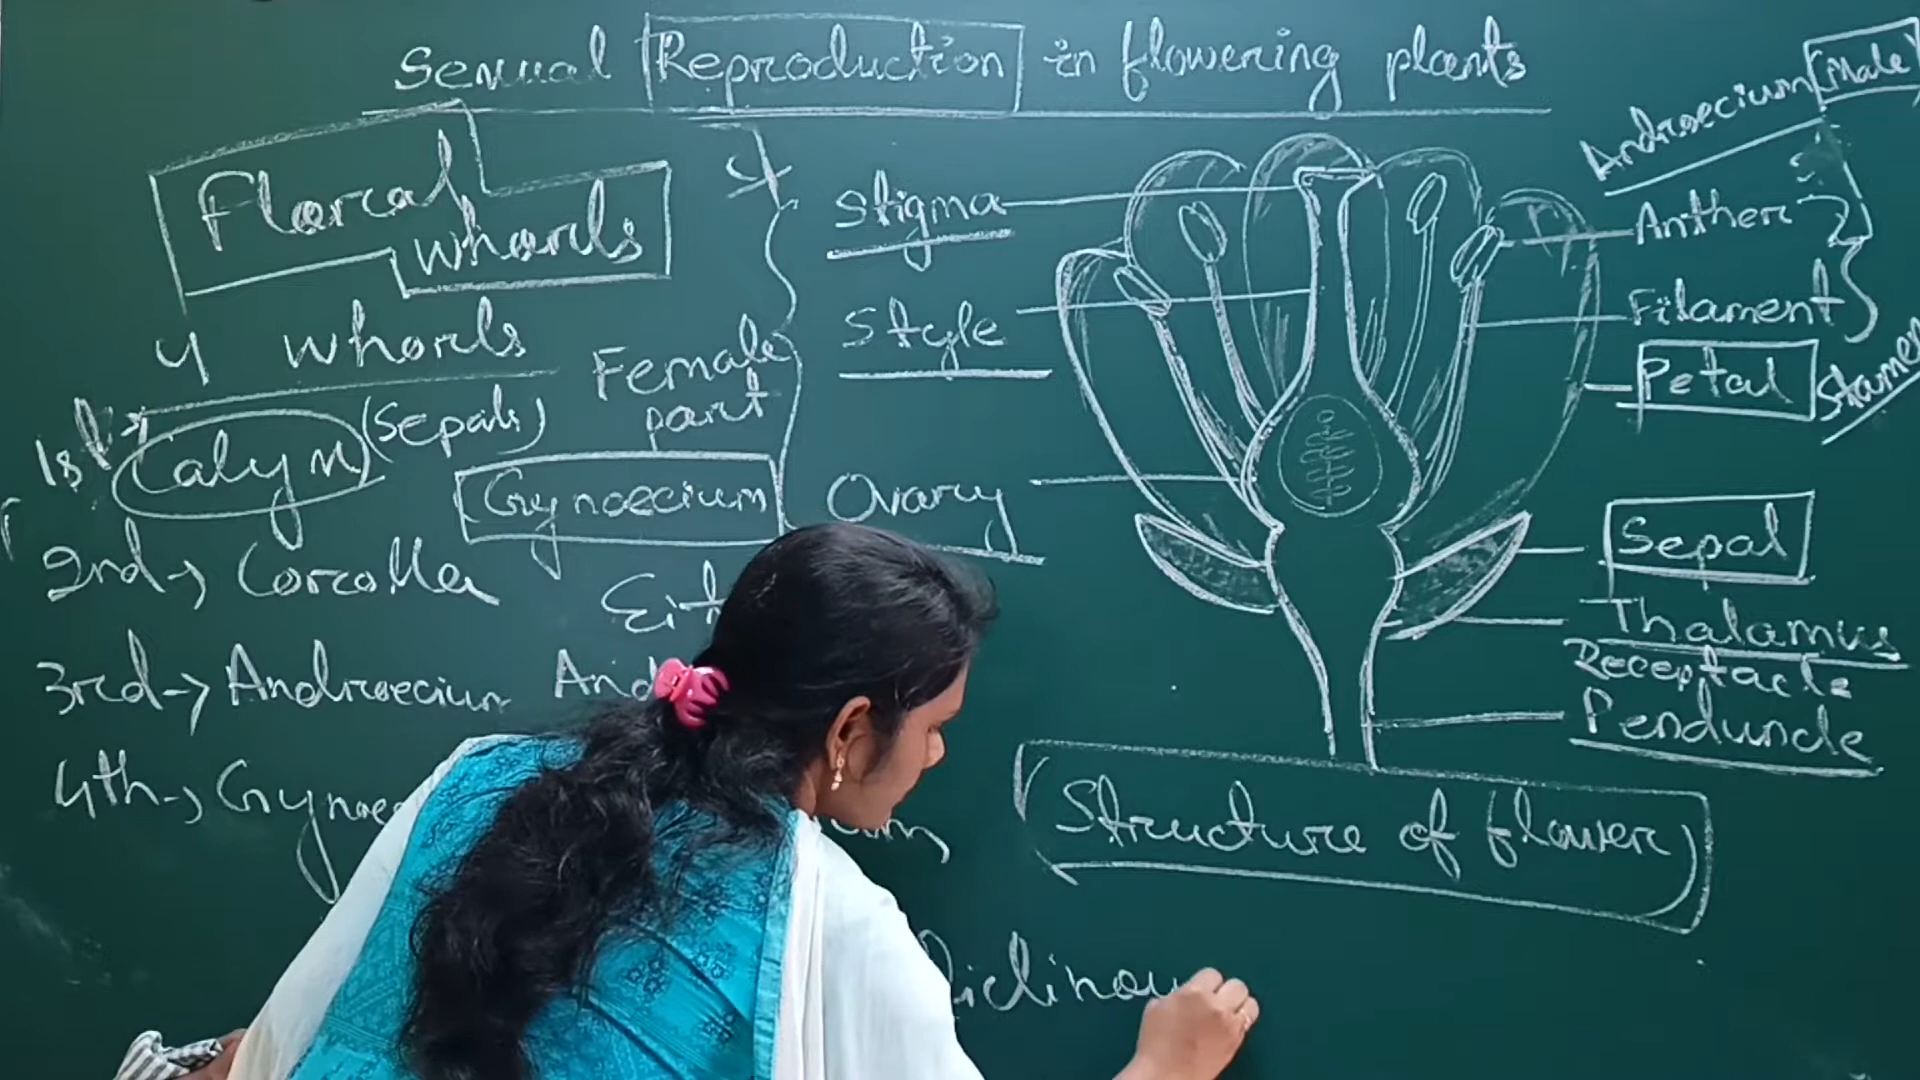 Sexual Reproduction in flowering plants
Floral
whorls
4 whorls
1st → Calyx (Sepals)
2nd → Corolla
3rd → Androecium
4th →
Female
part
Gynoecium
Stigma
Style
Ovary
Androecium (Male)
Anther
Filament
Stamen
Petal
Sepal
Thalamus
Receptacle
Penduncle
Structure of flower